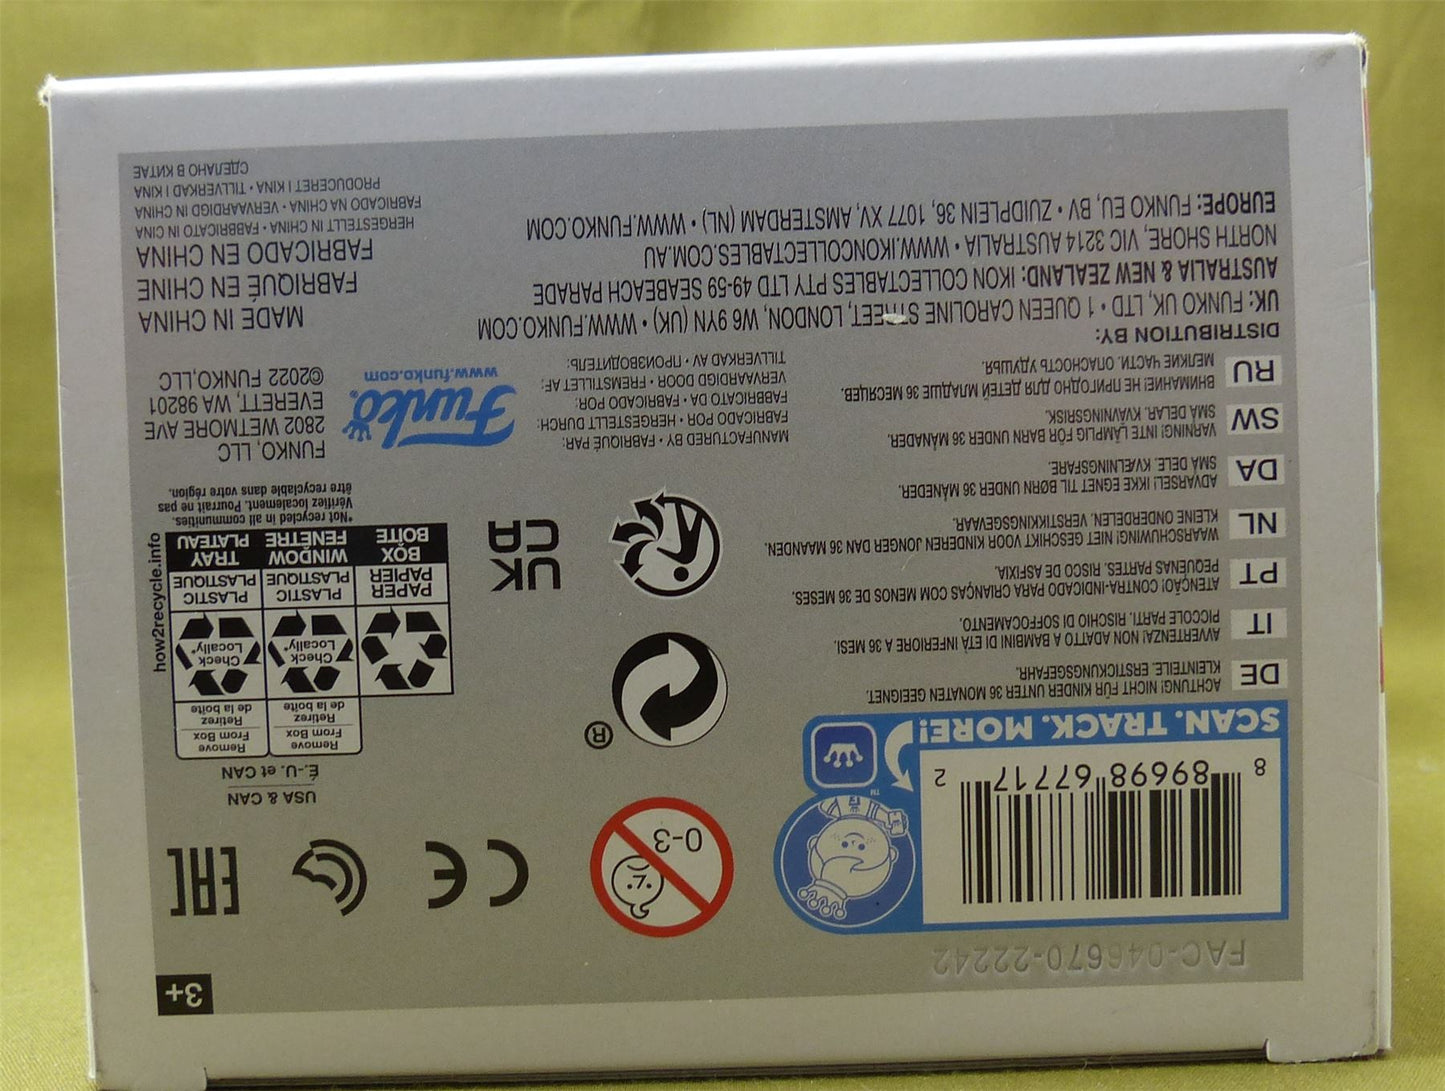 FAC-046670-22242
8 89698 67717 2
SCAN. TRACK. MORE!
TM
DE
ACHTUNG! NICHT FÜR KINDER UNTER 36 MONATEN GEEIGNET.
KLEINTEILE. ERSTICKUNGSGEFAHR.
IT
AVVERTENZA! NON ADATTO A BAMBINI DI ETÀ INFERIORE A 36 MESI.
PICCOLE PARTI. RISCHIO DI SOFFOCAMENTO.
PT
ATENÇÃO! CONTRA-INDICADO PARA CRIANÇAS COM MENOS DE 36 MESES.
PEQUENAS PARTES. RISCO DE ASFIXIA.
NL
WAARSCHUWING! NIET GESCHIKT VOOR KINDEREN JONGER DAN 36 MAANDEN.
KLEINE ONDERDELEN. VERSTIKKINGSGEVAAR.
DA
ADVARSEL! IKKE EGNET TIL BØRN UNDER 36 MÅNEDER.
SMÅ DELE. KVÆLNINGSFARE.
SW
VARNING! INTE LÄMPLIG FÖR BARN UNDER 36 MÅNADER.
SMÅ DELAR. KVÄVNINGSRISK.
RU
ВНИМАНИЕ! НЕ ПРИГОДНО ДЛЯ ДЕТЕЙ МЛАДШЕ 36 МЕСЯЦЕВ.
МЕЛКИЕ ЧАСТИ. ОПАСНОСТЬ УДУШЬЯ.
DISTRIBUTION BY:
UK: FUNKO UK, LTD • 1 QUEEN CAROLINE STREET, LONDON, W6 9YN (UK) • WWW.FUNKO.COM
AUSTRALIA & NEW ZEALAND: IKON COLLECTABLES PTY LTD 49-59 SEABEACH PARADE
NORTH SHORE, VIC 3214 AUSTRALIA • WWW.IKONCOLLECTABLES.COM.AU
EUROPE: FUNKO EU, BV • ZUIDPLEIN 36, 1077 XV, AMSTERDAM (NL) • WWW.FUNKO.COM
3+
0-3
CE
EAC
®
UK
CA
USA & CAN
É.-U. et CAN
Remove
From Box
Retirez
de la boîte
Check
Locally*
PLASTIC
PLASTIQUE
TRAY
PLATEAU
Remove
From Box
Retirez
de la boîte
Check
Locally*
PLASTIC
PLASTIQUE
WINDOW
FENÊTRE
PAPER
PAPIER
BOX
BOÎTE
how2recycle.info
*Not recycled in all communities.
Vérifiez localement. Pourrait ne pas
être recyclable dans votre région.
MANUFACTURED BY • FABRIQUÉ PAR:
FABRICADO POR • HERGESTELLT DURCH:
FABBRICATO DA • FABRICADO POR:
VERVAARDIGD DOOR • FREMSTILLET AF:
TILLVERKAD AV • ПРОИЗВОДИТЕЛЬ:
Funko®
www.funko.com
FUNKO, LLC
2802 WETMORE AVE
EVERETT, WA 98201
©2022 FUNKO,LLC
MADE IN CHINA
FABRIQUÉ EN CHINE
FABRICADO EN CHINA
HERGESTELLT IN CHINA • FABBRICATO IN CINA
FABRICADO NA CHINA • VERVAARDIGD IN CHINA
PRODUCERET I KINA • TILLVERKAD I KINA
СДЕЛАНО В КИТАЕ